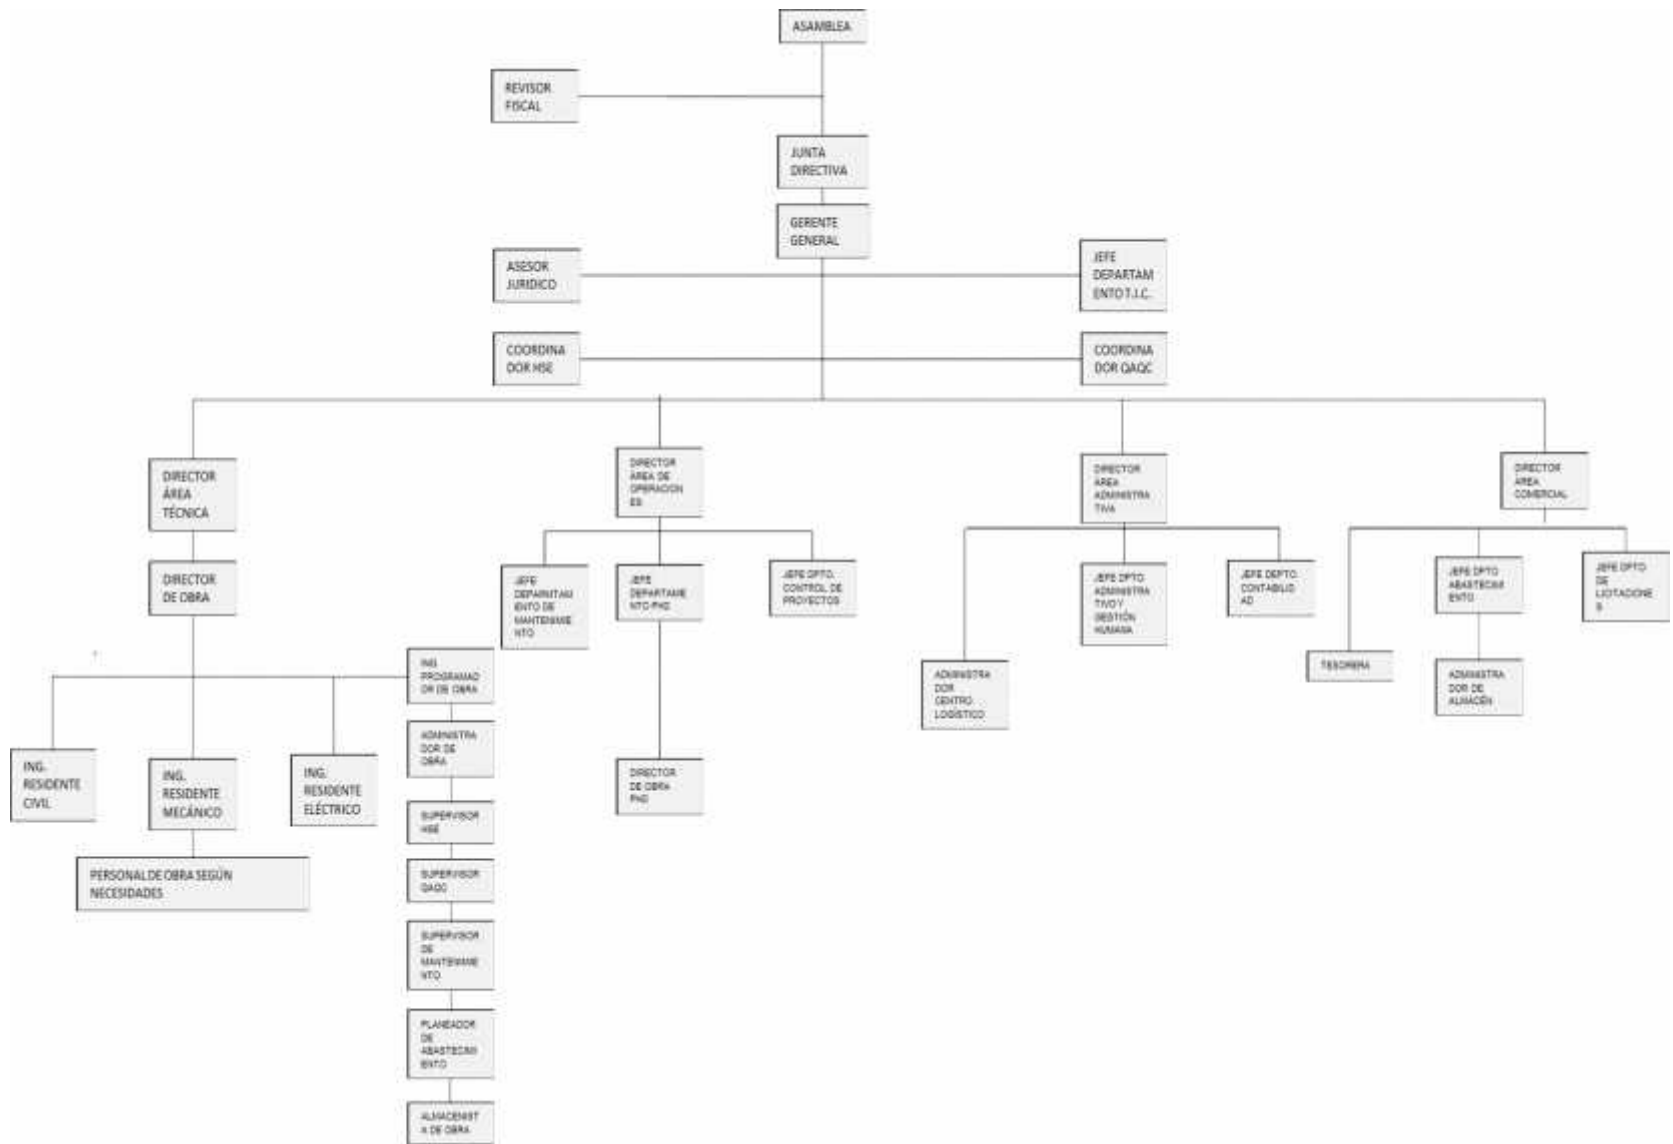 ASAMBLEA
REVISOR
FISCAL
JUNTA
DIRECTIVA
GERENTE
GENERAL
ASESOR
JURIDICO
JEFE
DEPARTAM
ENTO T.I.C.
COORDINA
DOR HSE
COORDINA
DOR QAQC
DIRECTOR
ÁREA
TÉCNICA
DIRECTOR
ÁREA DE
OPERACION
ES
DIRECTOR
ÁREA
ADMINISTRA
TIVA
DIRECTOR
ÁREA
COMERCIAL
DIRECTOR
DE OBRA
JEFE
DEPARNTAM
ENTO DE
MANTENIMIE
NTO
JEFE
DEPARTAME
NTO
JEFE DPTO.
CONTROL DE
PROYECTOS
JEFE DPTO
ADMINISTRA
TIVO Y
GESTIÓN
HUMANA
JEFE DEPTO.
CONTABILID
AD
JEFE DPTO
ABASTECIMI
ENTO
JEFE DPTO
DE
LICITACIONE
S
ING.
PROGRAMAD
OR DE OBRA
ADMINISTRA
DOR
CENTRO
LOGÍSTICO
TESORERA
ADMINISTRA
DOR DE
ALMACÉN
ADMINISTRA
DOR DE
OBRA
ING.
RESIDENTE
CIVIL
ING.
RESIDENTE
MECÁNICO
ING.
RESIDENTE
ELÉCTRICO
DIRECTOR
DE OBRA
SUPERVISOR
HSE
PERSONAL DE OBRA SEGÚN
NECESIDADES
SUPERVISOR
QAQC
SUPERVISOR
DE
MANTENIMIE
NTO
PLANEADOR
DE
ABASTECIMI
ENTO
ALMACENIST
A DE OBRA